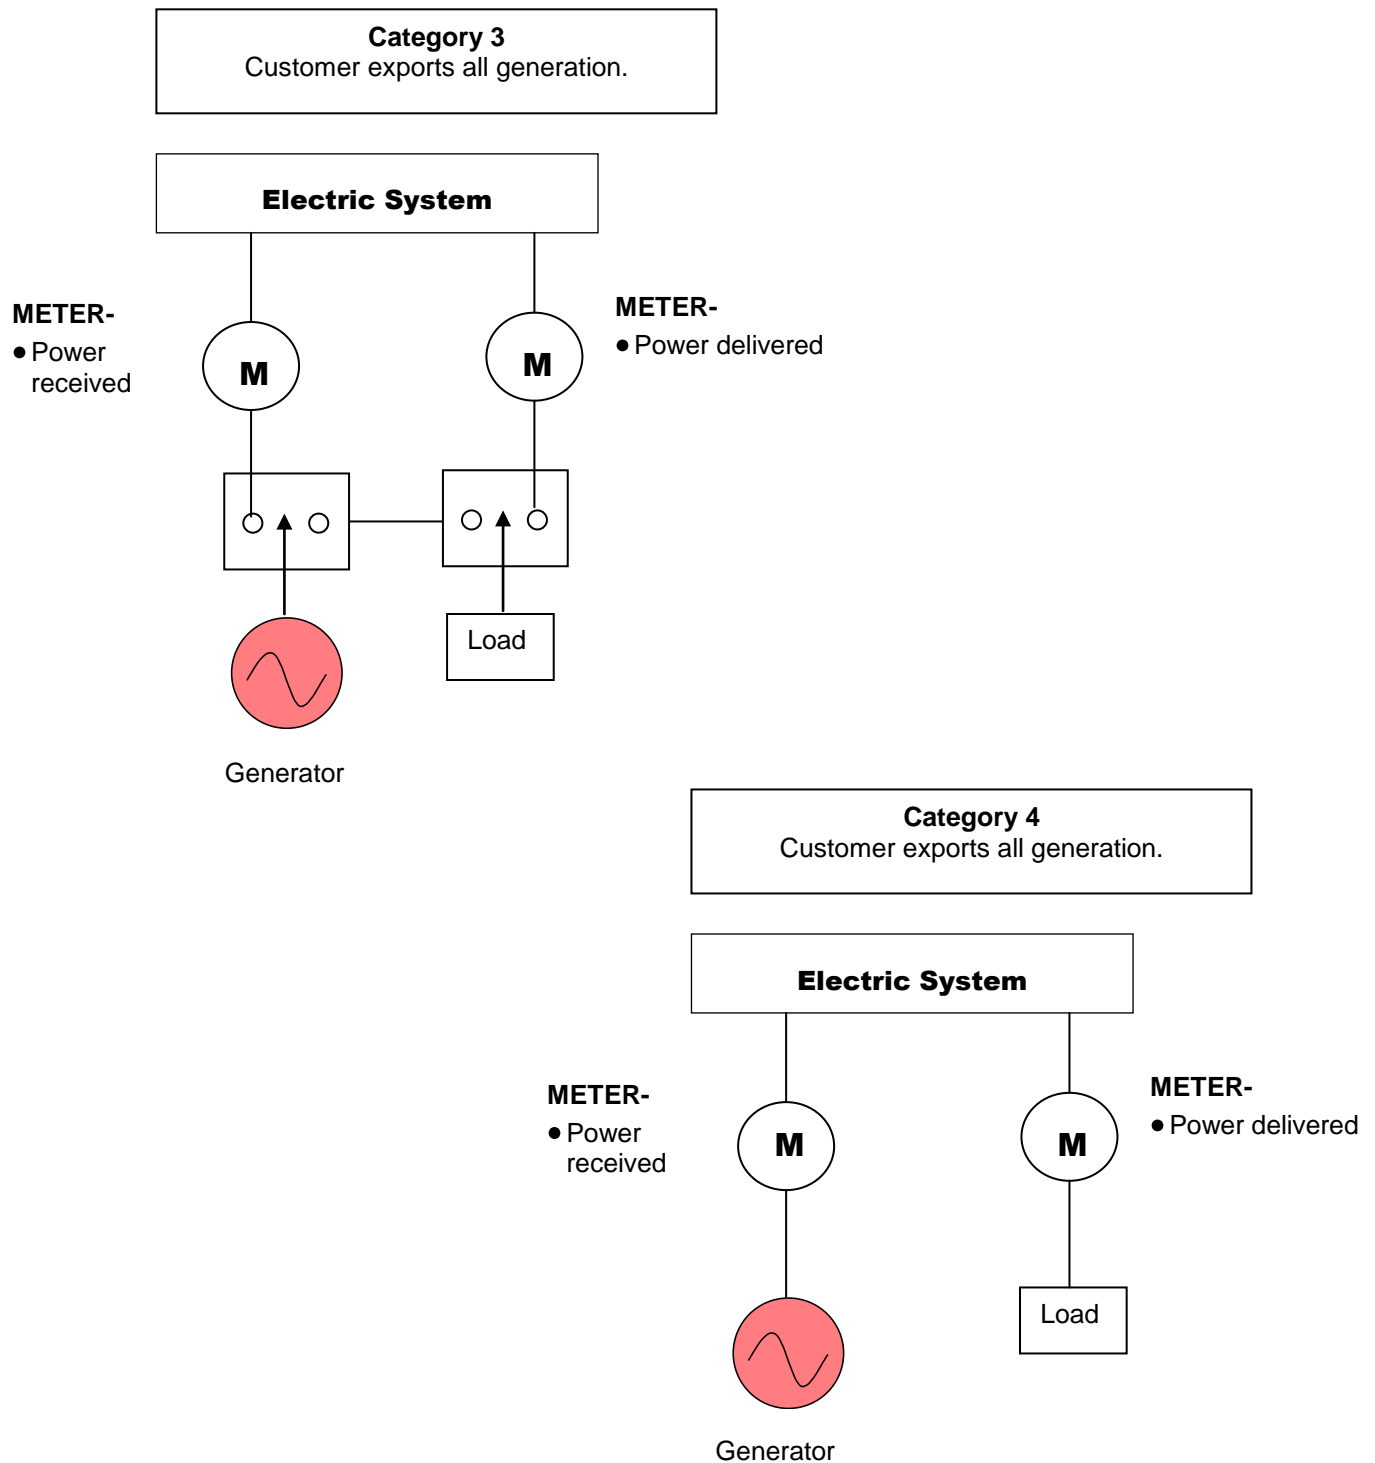 Category 3
Customer exports all generation.
Electric System
METER-
● Power
received
M
METER-
● Power delivered
M
Load
Generator
Category 4
Customer exports all generation.
Electric System
METER-
● Power
received
M
METER-
● Power delivered
M
Load
Generator